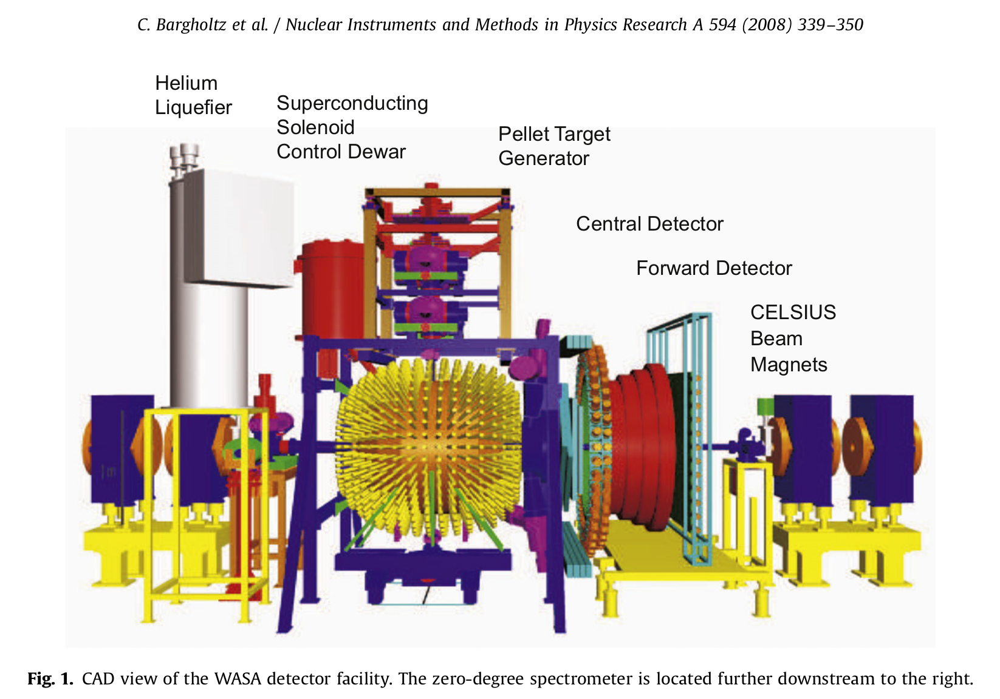 C. Bargholtz et al. / Nuclear Instruments and Methods in Physics Research A 594 (2008) 339–350
Helium
Liquefier
Superconducting
Solenoid
Control Dewar
Pellet Target
Generator
Central Detector
Forward Detector
CELSIUS
Beam
Magnets
1m
Fig. 1. CAD view of the WASA detector facility. The zero-degree spectrometer is located further downstream to the right.